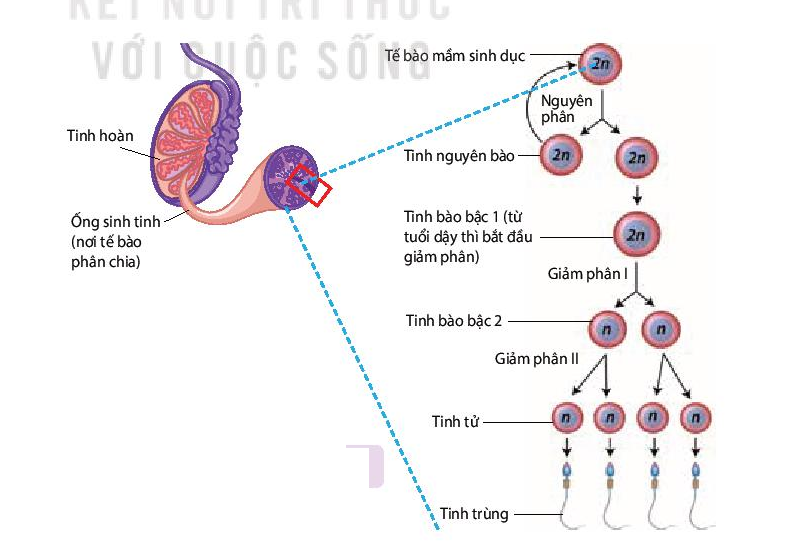 KẾT NỐI TRI THỨC
VỚI CUỘC SỐNG
Tế bào mầm sinh dục
2n
Nguyên
phân
Tinh hoàn
Tinh nguyên bào
2n
2n
Ống sinh tinh
(nơi tế bào
phân chia)
Tinh bào bậc 1 (từ
tuổi dậy thì bắt đầu
giảm phân)
2n
Giảm phân I
Tinh bào bậc 2
n
n
Giảm phân II
Tinh tử
n
n
n
n
Tinh trùng